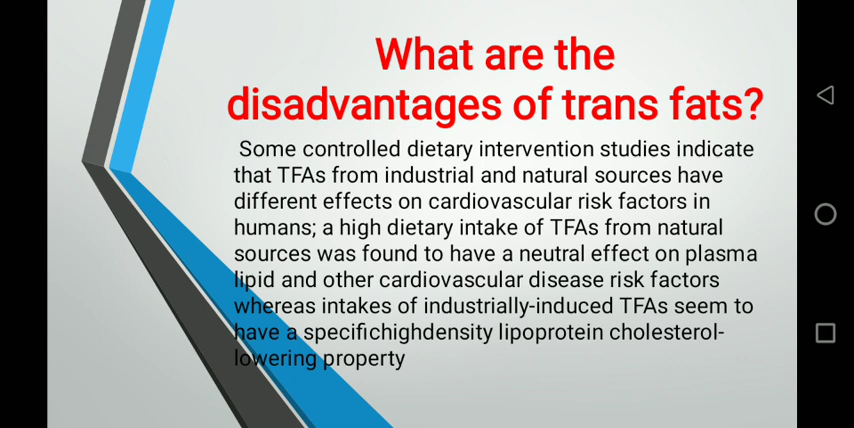 What are the
disadvantages of trans fats?
Some controlled dietary intervention studies indicate
that TFAs from industrial and natural sources have
different effects on cardiovascular risk factors in
humans; a high dietary intake of TFAs from natural
sources was found to have a neutral effect on plasma
lipid and other cardiovascular disease risk factors
whereas intakes of industrially-induced TFAs seem to
have a specifichighdensity lipoprotein cholesterol-
lowering property